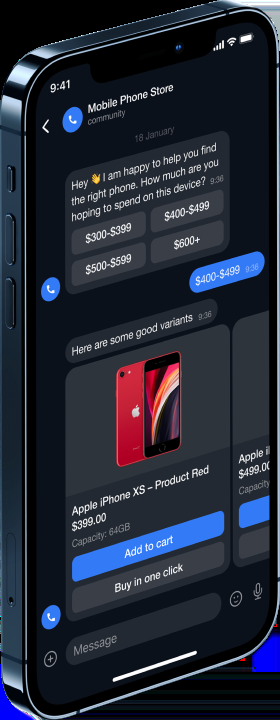 9:41
Mobile Phone Store
community
18 January
Hey 👋 I am happy to help you find
the right phone. How much are you
hoping to spend on this device? 9:36
$300-$399
$400-$499
$500-$599
$600+
$400-$499 9:36
Here are some good variants 9:36
Apple iPhone XS – Product Red
$399.00
Capacity: 64GB
Add to cart
Buy in one click
Apple i
$499.00
Capacity
Message